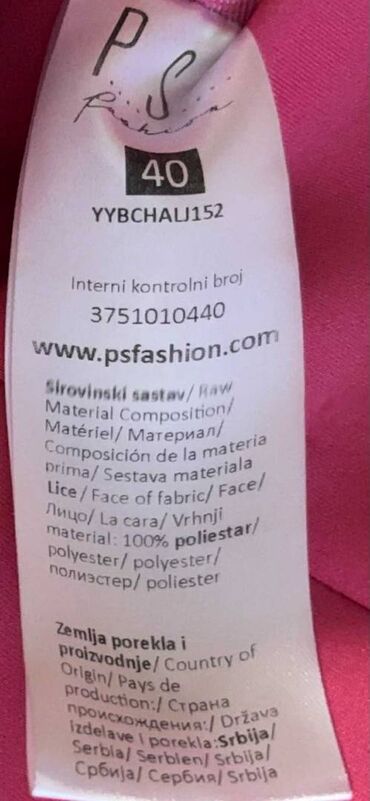 PS
Fashion
40
YYBCHALJ152
Interni kontrolni broj
3751010440
www.psfashion.com
Sirovinski sastav/ Raw
Material Composition/
Matériel/ Материал/
Composición de la materia
prima/ Sestava materiala
Lice/ Face of fabric/ Face/
Лицо/ La cara/ Vrhnji
material: 100% poliestar/
polyester/ polyester/
полиэстер/ poliester
Zemlja porekla i
proizvodnje/ Country of
Origin/ Pays de
production:/ Страна
происхождения:/ Država
izdelave i porekla:Srbija/
Serbia/ Serbien/ Srbija/
Србија/ Сербия/ Srbija